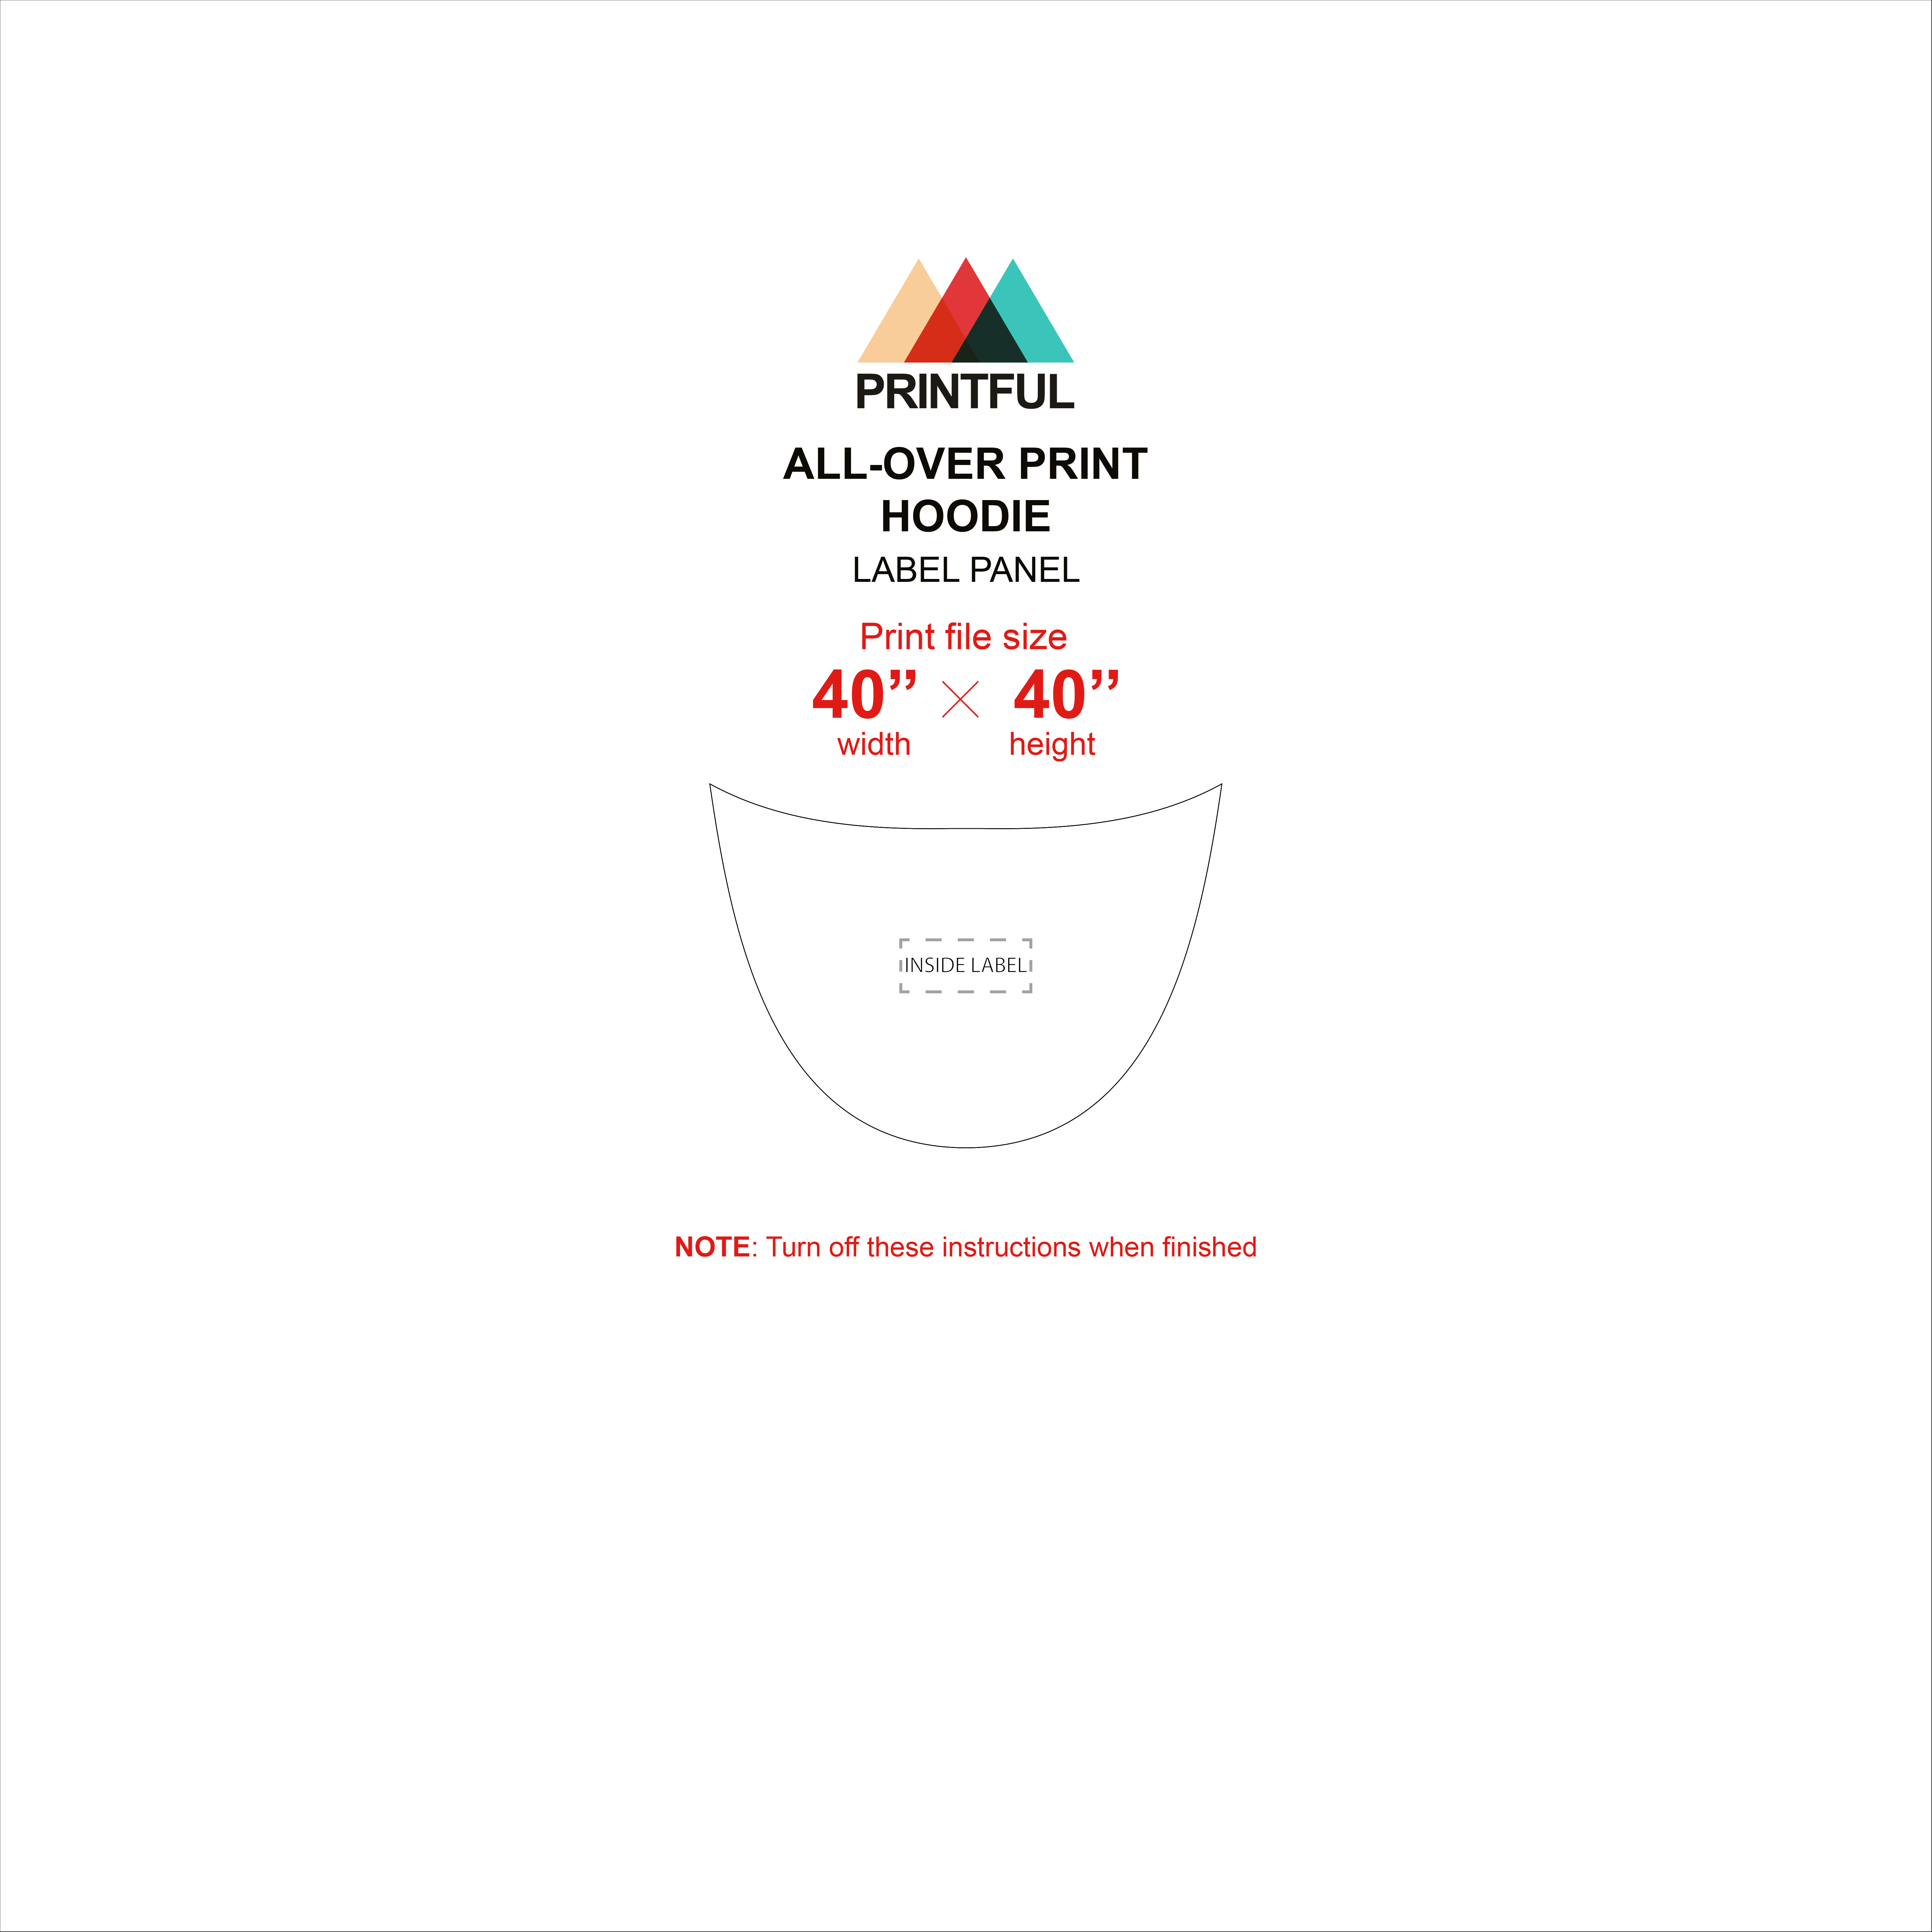 PRINTFUL
ALL-OVER PRINT
HOODIE
LABEL PANEL
Print file size
40” × 40”
width height
INSIDE LABEL
NOTE: Turn off these instructions when finished